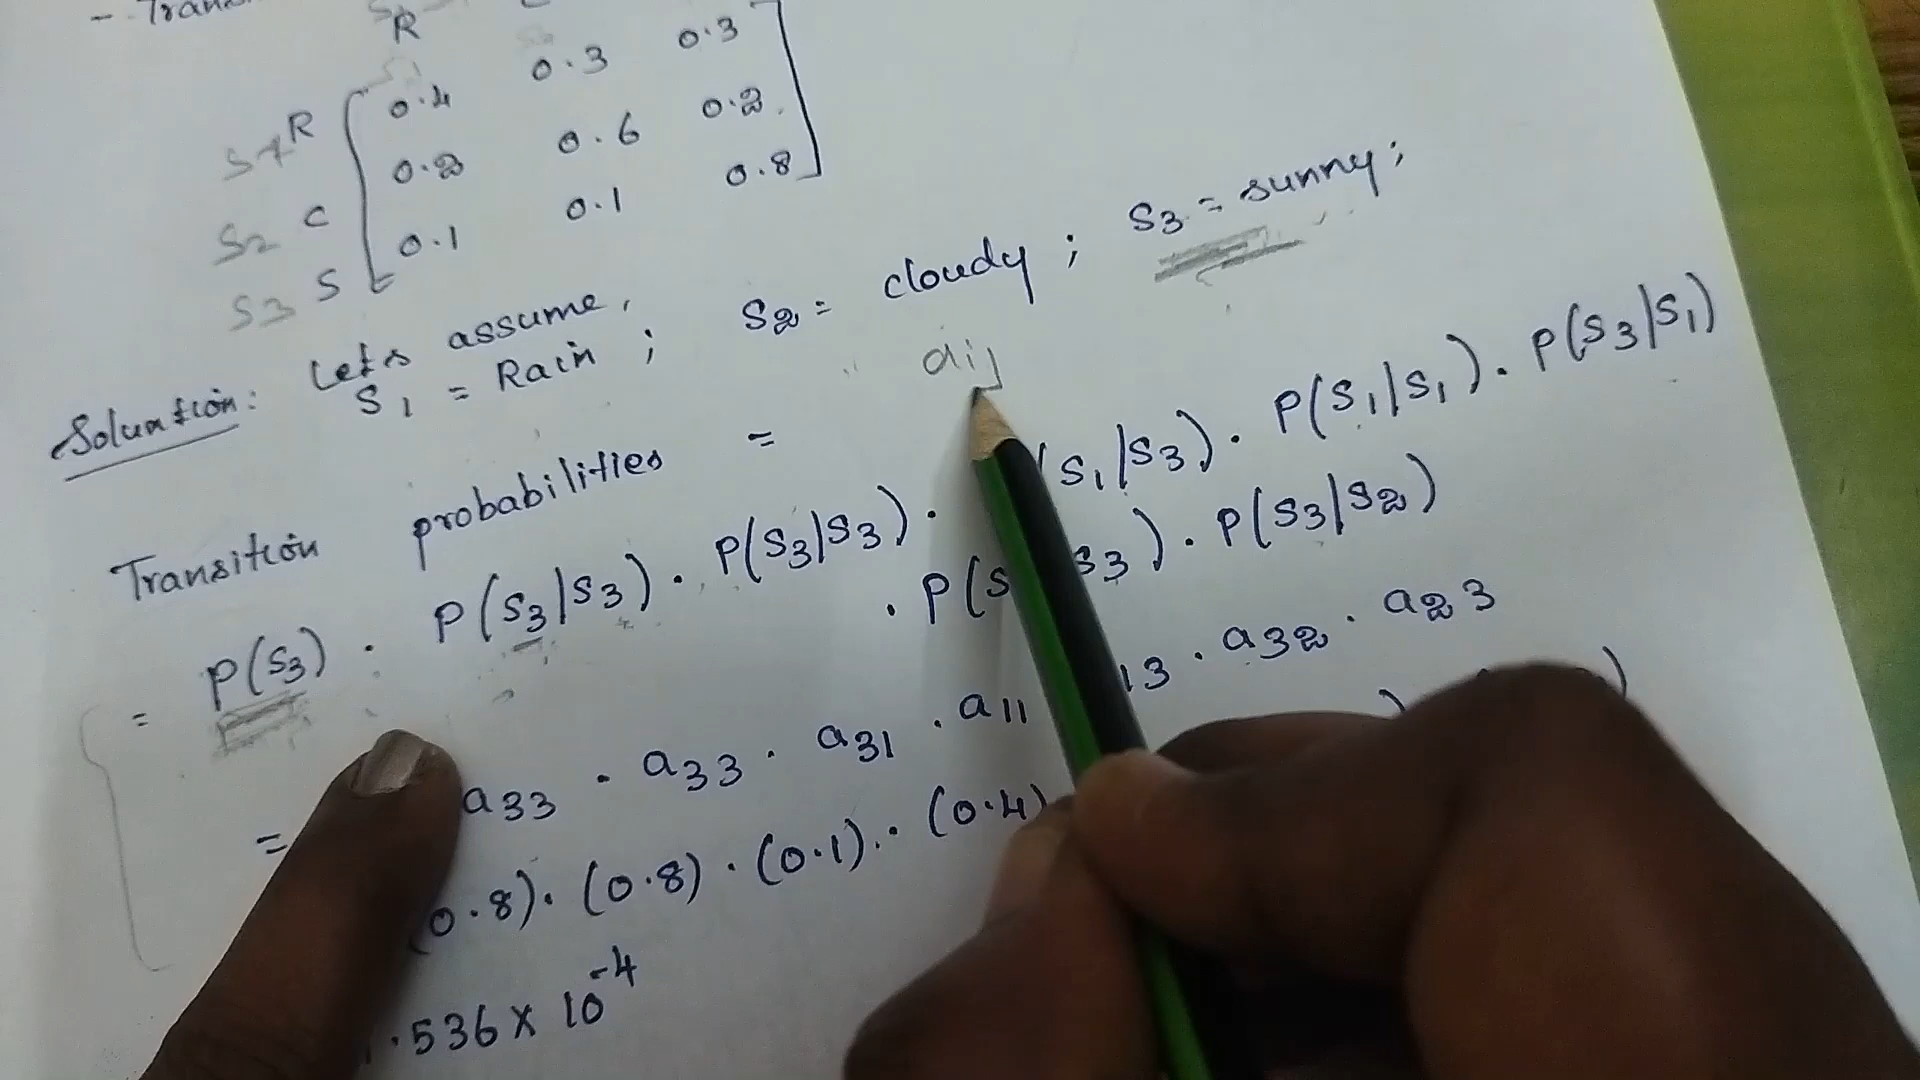 R
R 0.4 0.3 0.3
S1
C 0.2 0.6 0.2
S2
S 0.1 0.1 0.8
S3
Soluation: Let's assume,
S1 = Rain ; S2 = cloudy ; S3 = sunny ;
Transition probabilities = aij
= P(S3) . P(S3|S3) . P(S3|S3) . (S1|S3) . P(S1|S1) . P(S3|S1)
. P(S S3) . P(S3|S2)
= a33 . a33 . a31 . a11 13 . a32 . a23
(0.8) . (0.8) . (0.1) . (0.4)
.536 x 10^-4